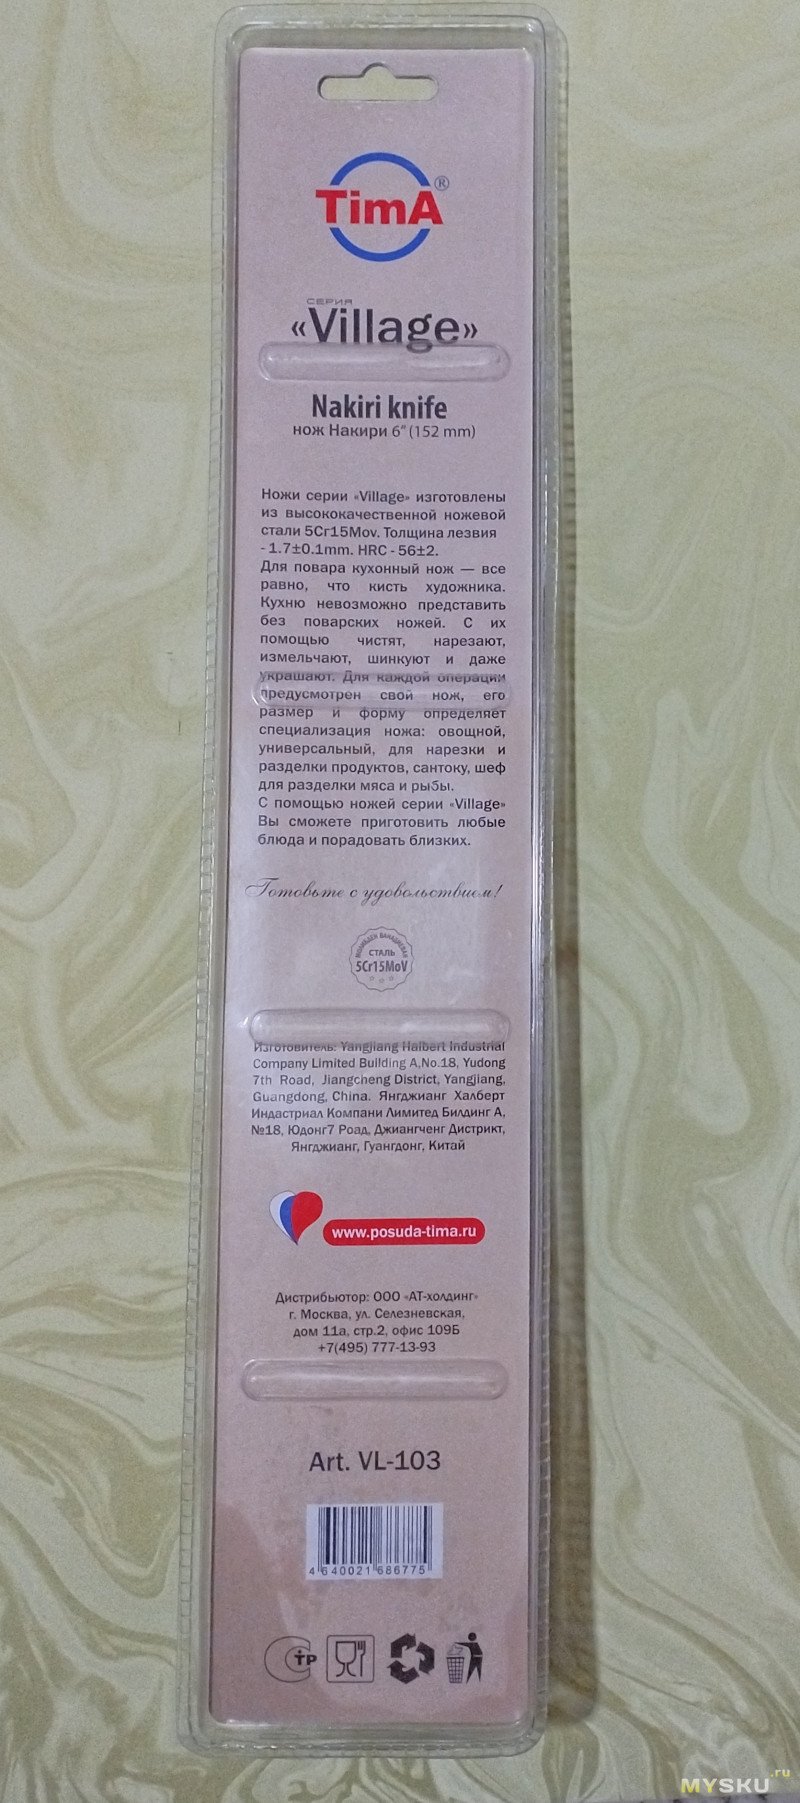 TimA®
СЕРИЯ
«Village»
Nakiri knife
нож Накири 6" (152 mm)
Ножи серии «Village» изготовлены
из высококачественной ножевой
стали 5Cr15Mov. Толщина лезвия
- 1.7±0.1mm. HRC - 56±2.
Для повара кухонный нож — все
равно, что кисть художника.
Кухню невозможно представить
без поварских ножей. С их
помощью чистят, нарезают,
измельчают, шинкуют и даже
украшают. Для каждой операции
предусмотрен свой нож, его
размер и форму определяет
специализация ножа: овощной,
универсальный, для нарезки и
разделки продуктов, сантоку, шеф
для разделки мяса и рыбы.
С помощью ножей серии «Village»
Вы сможете приготовить любые
блюда и порадовать близких.
Готовьте с удовольствием!
МОЛИБДЕН ВАНАДИЕВАЯ
СТАЛЬ
5Cr15MoV
Изготовитель: Yangjiang Halbert Industrial
Company Limited Building A,No.18, Yudong
7th Road, Jiangcheng District, Yangjiang,
Guangdong, China. Янгджианг Халберт
Индастриал Компани Лимитед Билдинг А,
№18, Юдонг7 Роад, Джиангченг Дистрикт,
Янгджианг, Гуангдонг, Китай
www.posuda-tima.ru
Дистрибьютор: ООО «АТ-холдинг»
г. Москва, ул. Селезневская,
дом 11а, стр.2, офис 109Б
+7(495) 777-13-93
Art. VL-103
4 640021 686775
ТР
MYSKU.ru